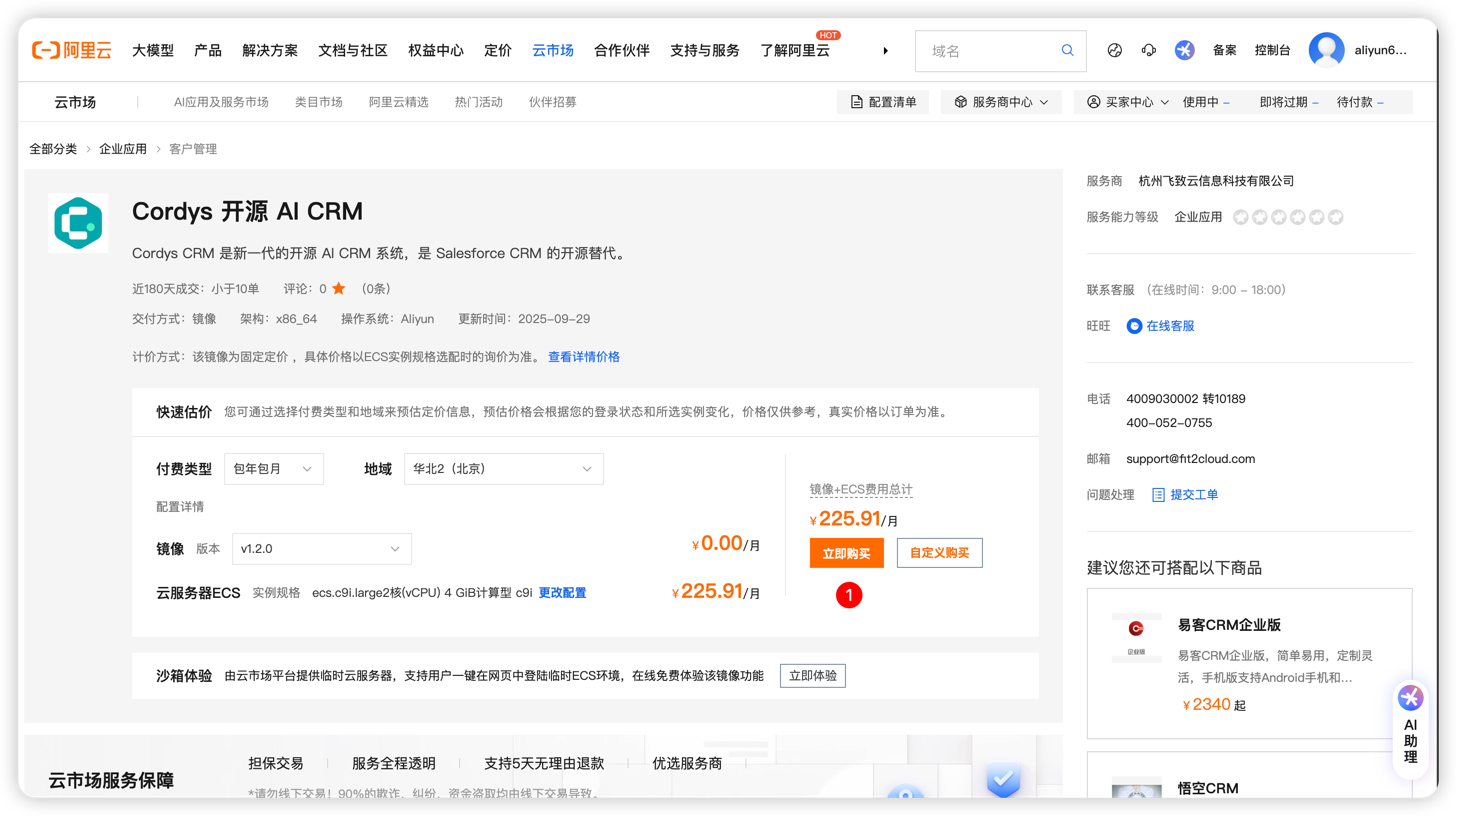 阿里云 大模型 产品 解决方案 文档与社区 权益中心 定价 云市场 合作伙伴 支持与服务 了解阿里云 HOT 域名 备案 控制台 aliyun6...
云市场 AI应用及服务市场 类目市场 阿里云精选 热门活动 伙伴招募 配置清单 服务商中心 买家中心 使用中 – 即将过期 – 待付款 –
全部分类 > 企业应用 > 客户管理
Cordys 开源 AI CRM
Cordys CRM 是新一代的开源 AI CRM 系统，是 Salesforce CRM 的开源替代。
近180天成交：小于10单 评论：0 （0条）
交付方式：镜像 架构：x86_64 操作系统：Aliyun 更新时间：2025-09-29
计价方式：该镜像为固定定价 ，具体价格以ECS实例规格选配时的询价为准。 查看详情价格
快速估价 您可通过选择付费类型和地域来预估定价信息，预估价格会根据您的登录状态和所选实例变化，价格仅供参考，真实价格以订单为准。
付费类型 包年包月 地域 华北2（北京）
配置详情
镜像 版本 v1.2.0 ¥0.00/月
云服务器ECS 实例规格 ecs.c9i.large2核(vCPU) 4 GiB计算型 c9i 更改配置 ¥225.91/月
镜像+ECS费用总计
¥225.91/月
立即购买 自定义购买
1
沙箱体验 由云市场平台提供临时云服务器，支持用户一键在网页中登陆临时ECS环境，在线免费体验该镜像功能 立即体验
云市场服务保障
担保交易 服务全程透明 支持5天无理由退款 优选服务商
*请勿线下交易！90%的欺诈、纠纷、资金盗取均由线下交易导致。
服务商 杭州飞致云信息科技有限公司
服务能力等级 企业应用
联系客服 （在线时间：9:00 – 18:00）
旺旺 在线客服
电话 4009030002 转10189
400-052-0755
邮箱 support@fit2cloud.com
问题处理 提交工单
建议您还可搭配以下商品
企业版
易客CRM企业版
易客CRM企业版，简单易用，定制灵
活，手机版支持Android手机和...
¥2340 起
悟空CRM
AI
助
理